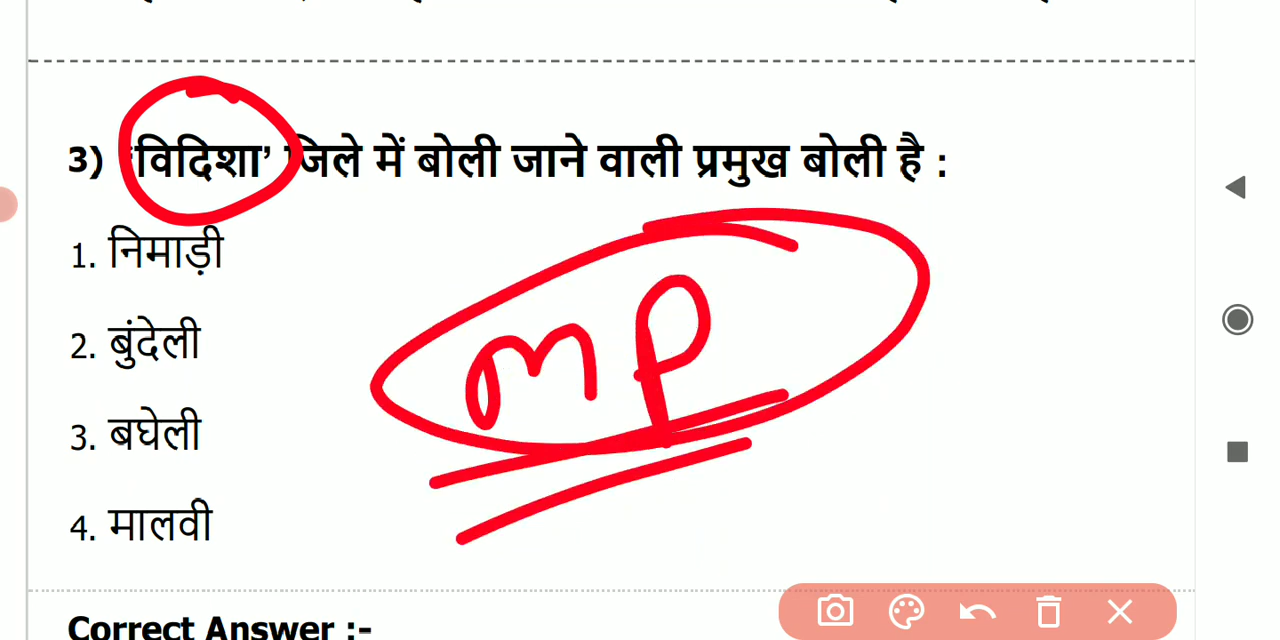 3) 'विदिशा' जिले में बोली जाने वाली प्रमुख बोली है :
1. निमाड़ी
MP
2. बुंदेली
3. बघेली
4. मालवी
Correct Answer :-